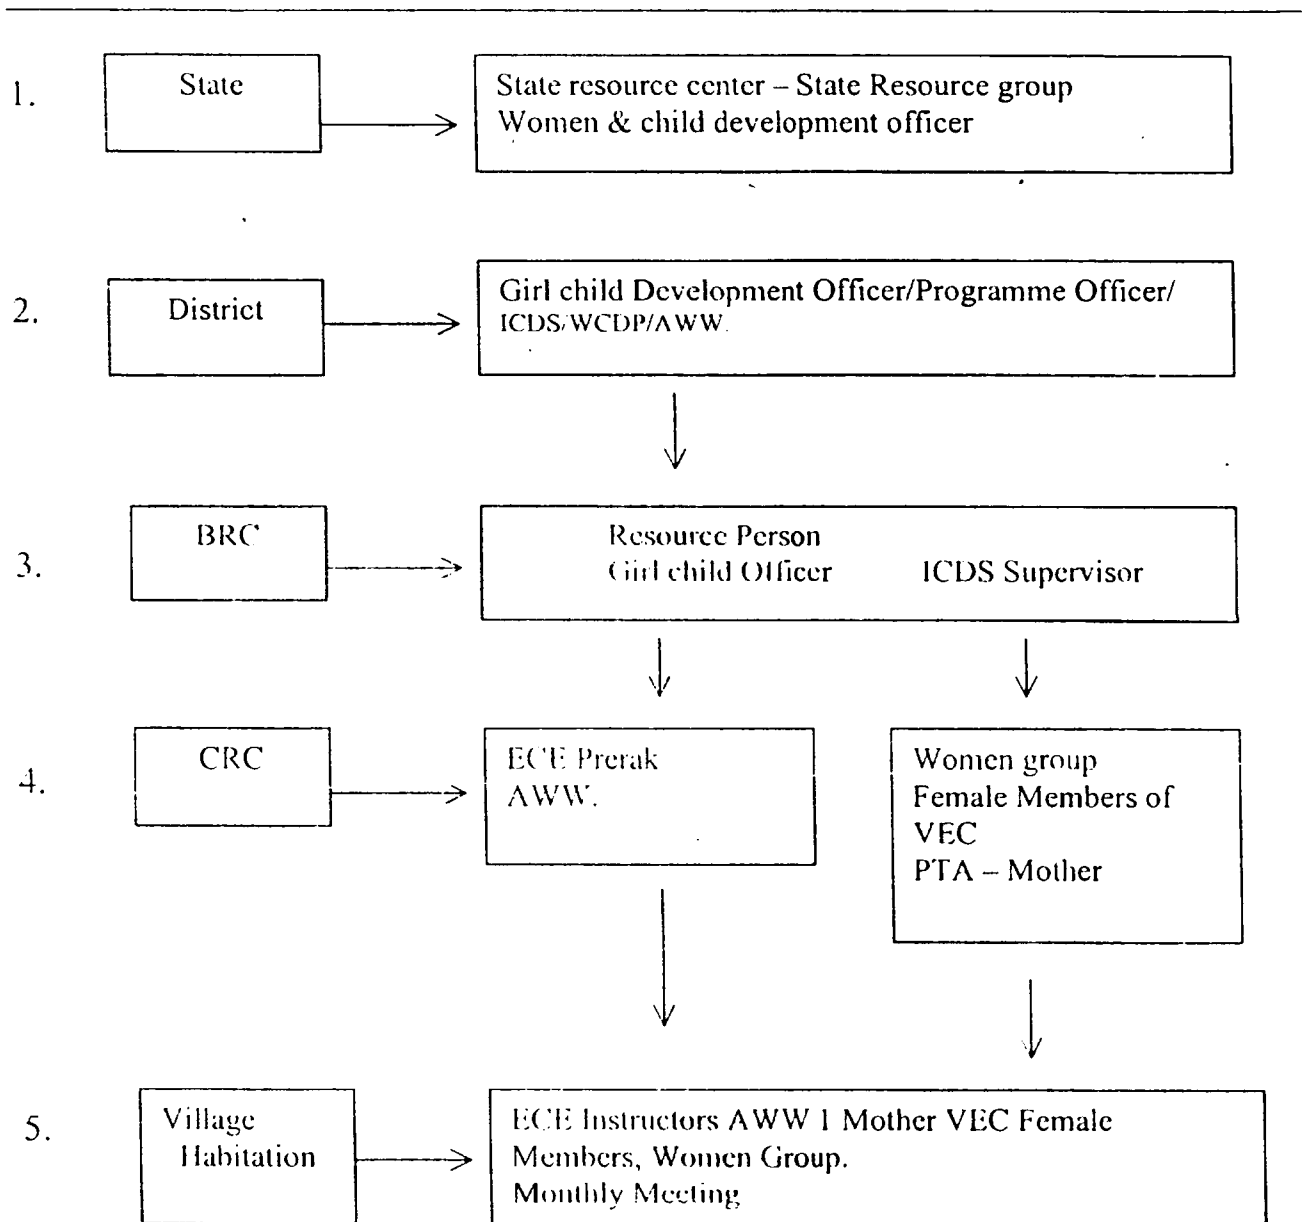 1.
State
State resource center – State Resource group
Women & child development officer
2.
District
Girl child Development Officer/Programme Officer/
ICDS/WCDP/AWW.
3.
BRC
Resource Person
Girl child Officer ICDS Supervisor
4.
CRC
ECE Prerak
AWW.
Women group
Female Members of
VEC
PTA – Mother
5.
Village
Habitation
ECE Instructors AWW 1 Mother VEC Female
Members, Women Group.
Monthly Meeting